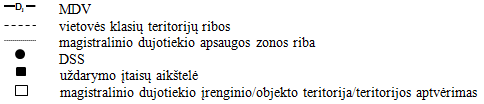 D₁ MDV
vietovės klasių teritorijų ribos
magistralinio dujotiekio apsaugos zonos riba
DSS
uždarymo įtaisų aikštelė
magistralinio dujotiekio įrenginio/objekto teritorija/teritorijos aptvėrimas